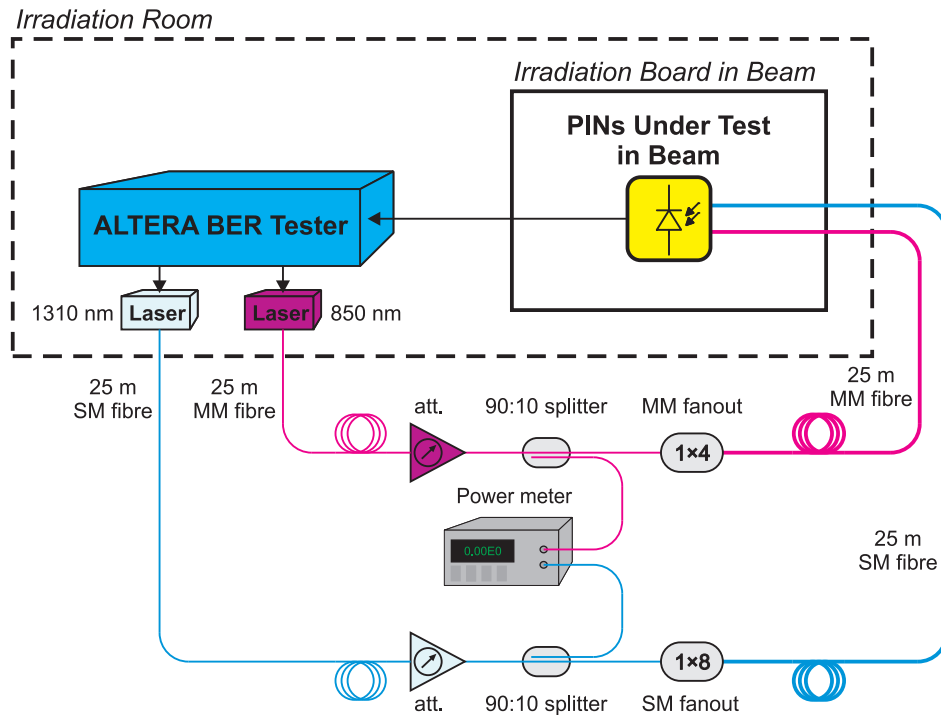 Irradiation Room
Irradiation Board in Beam
PINs Under Test
in Beam
ALTERA BER Tester
1310 nm
Laser
Laser
850 nm
25 m
SM fibre
25 m
MM fibre
att.
90:10 splitter
MM fanout
25 m
MM fibre
1×4
Power meter
0.00E0
25 m
SM fibre
1×8
att.
90:10 splitter
SM fanout